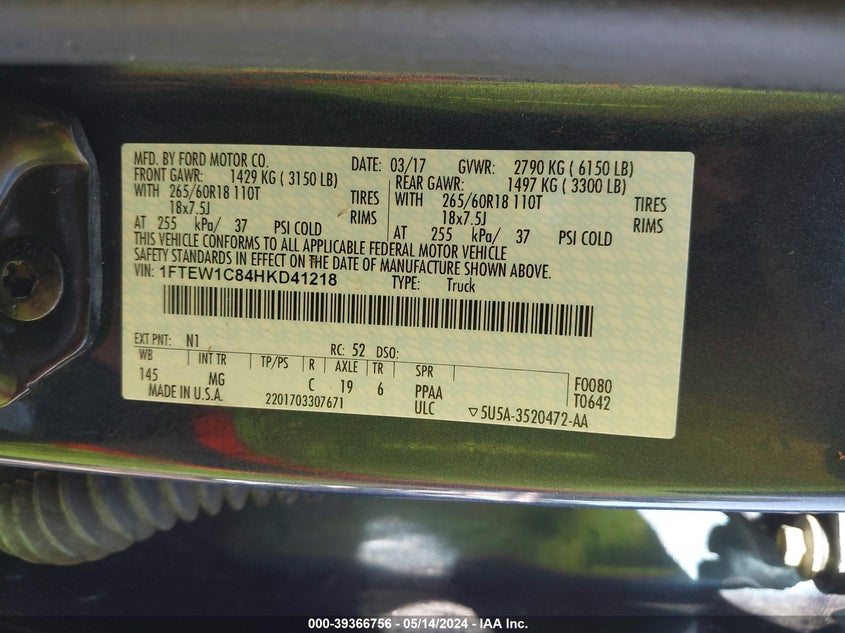 MFD. BY FORD MOTOR CO. DATE: 03/17 GVWR: 2790 KG ( 6150 LB)
FRONT GAWR: 1429 KG ( 3150 LB) REAR GAWR: 1497 KG ( 3300 LB)
WITH 265/60R18 110T TIRES WITH 265/60R18 110T TIRES
18x7.5J RIMS 18x7.5J RIMS
AT 255 kPa/ 37 PSI COLD AT 255 kPa/ 37 PSI COLD
THIS VEHICLE CONFORMS TO ALL APPLICABLE FEDERAL MOTOR VEHICLE
SAFETY STANDARDS IN EFFECT ON THE DATE OF MANUFACTURE SHOWN ABOVE.
VIN: 1FTEW1C84HKD41218 TYPE: Truck
EXT PNT: N1 RC: 52 DSO:
WB INT TR TP/PS R AXLE TR SPR
145 MG C 19 6 PPAA F0080
MADE IN U.S.A. 2201703307671 ULC ▽5U5A-3520472-AA T0642
000-39366756 - 05/14/2024 - IAA Inc.